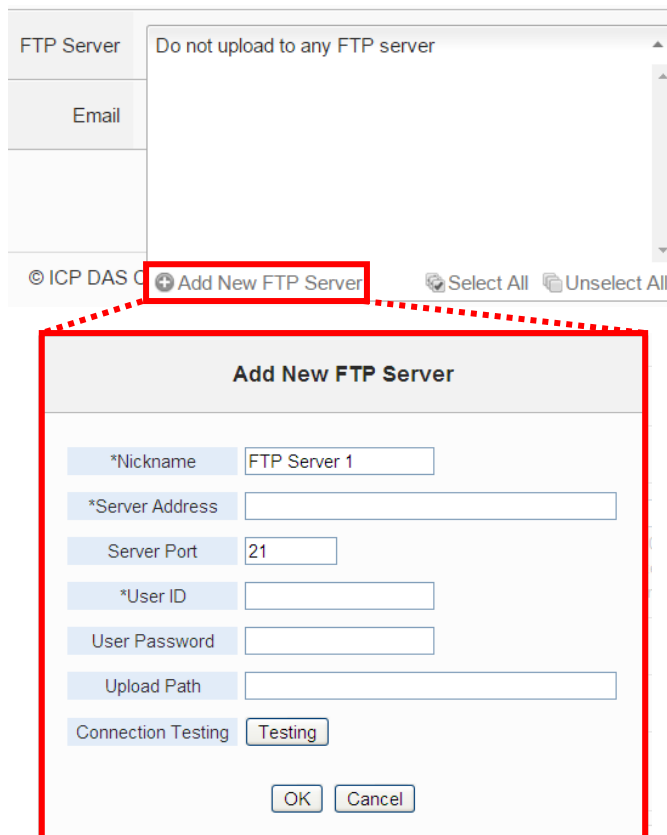 FTP Server
Do not upload to any FTP server
Email
© ICP DAS C
Add New FTP Server
Select All
Unselect All
Add New FTP Server
*Nickname
FTP Server 1
*Server Address
Server Port
21
*User ID
User Password
Upload Path
Connection Testing
Testing
OK
Cancel